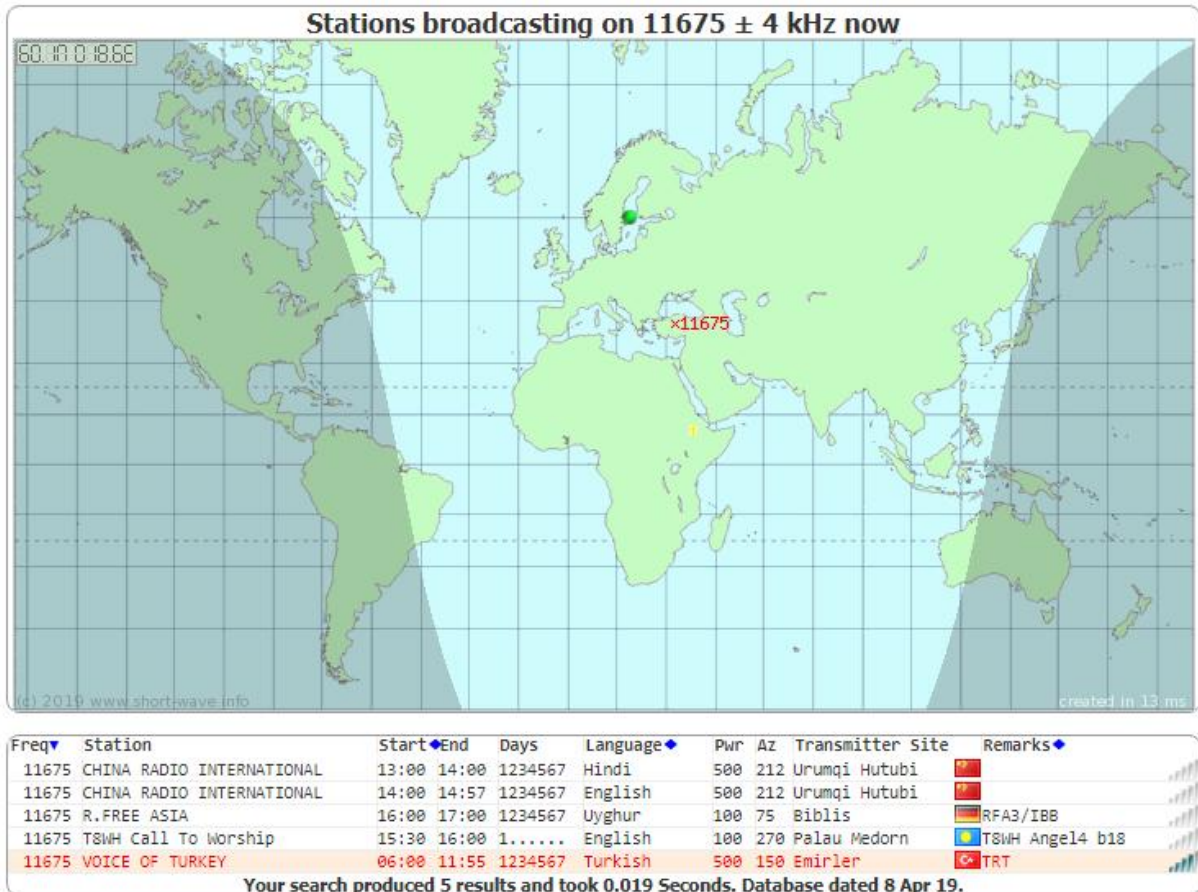 Stations broadcasting on 11675 ± 4 kHz now
x11675
(c) 2019 www.short-wave.info
created in 13 ms
Freq Station Start End Days Language Pwr Az Transmitter Site Remarks
11675 CHINA RADIO INTERNATIONAL 13:00 14:00 1234567 Hindi 500 212 Urumqi Hutubi
11675 CHINA RADIO INTERNATIONAL 14:00 14:57 1234567 English 500 212 Urumqi Hutubi
11675 R.FREE ASIA 16:00 17:00 1234567 Uyghur 100 75 Biblis RFA3/IBB
11675 T8WH Call To Worship 15:30 16:00 1...... English 100 270 Palau Medorn T8WH Angel4 b18
11675 VOICE OF TURKEY 06:00 11:55 1234567 Turkish 500 150 Emirler TRT
Your search produced 5 results and took 0.019 Seconds. Database dated 8 Apr 19.